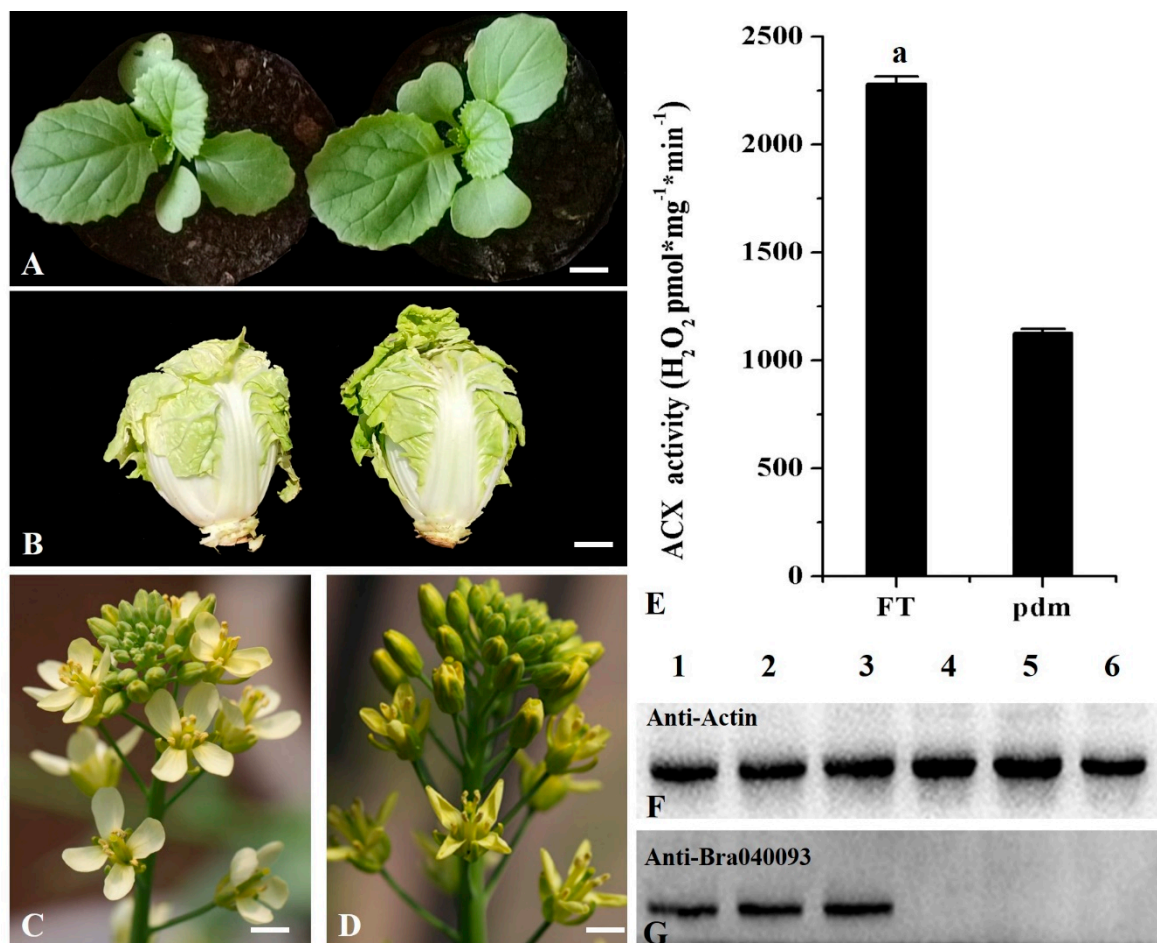 A
B
C
D
2500
2000
1500
1000
500
0
ACX activity (H₂O₂ pmol*mg⁻¹*min⁻¹)
a
FT pdm
E
1 2 3 4 5 6
Anti-Actin
F
Anti-Bra040093
G